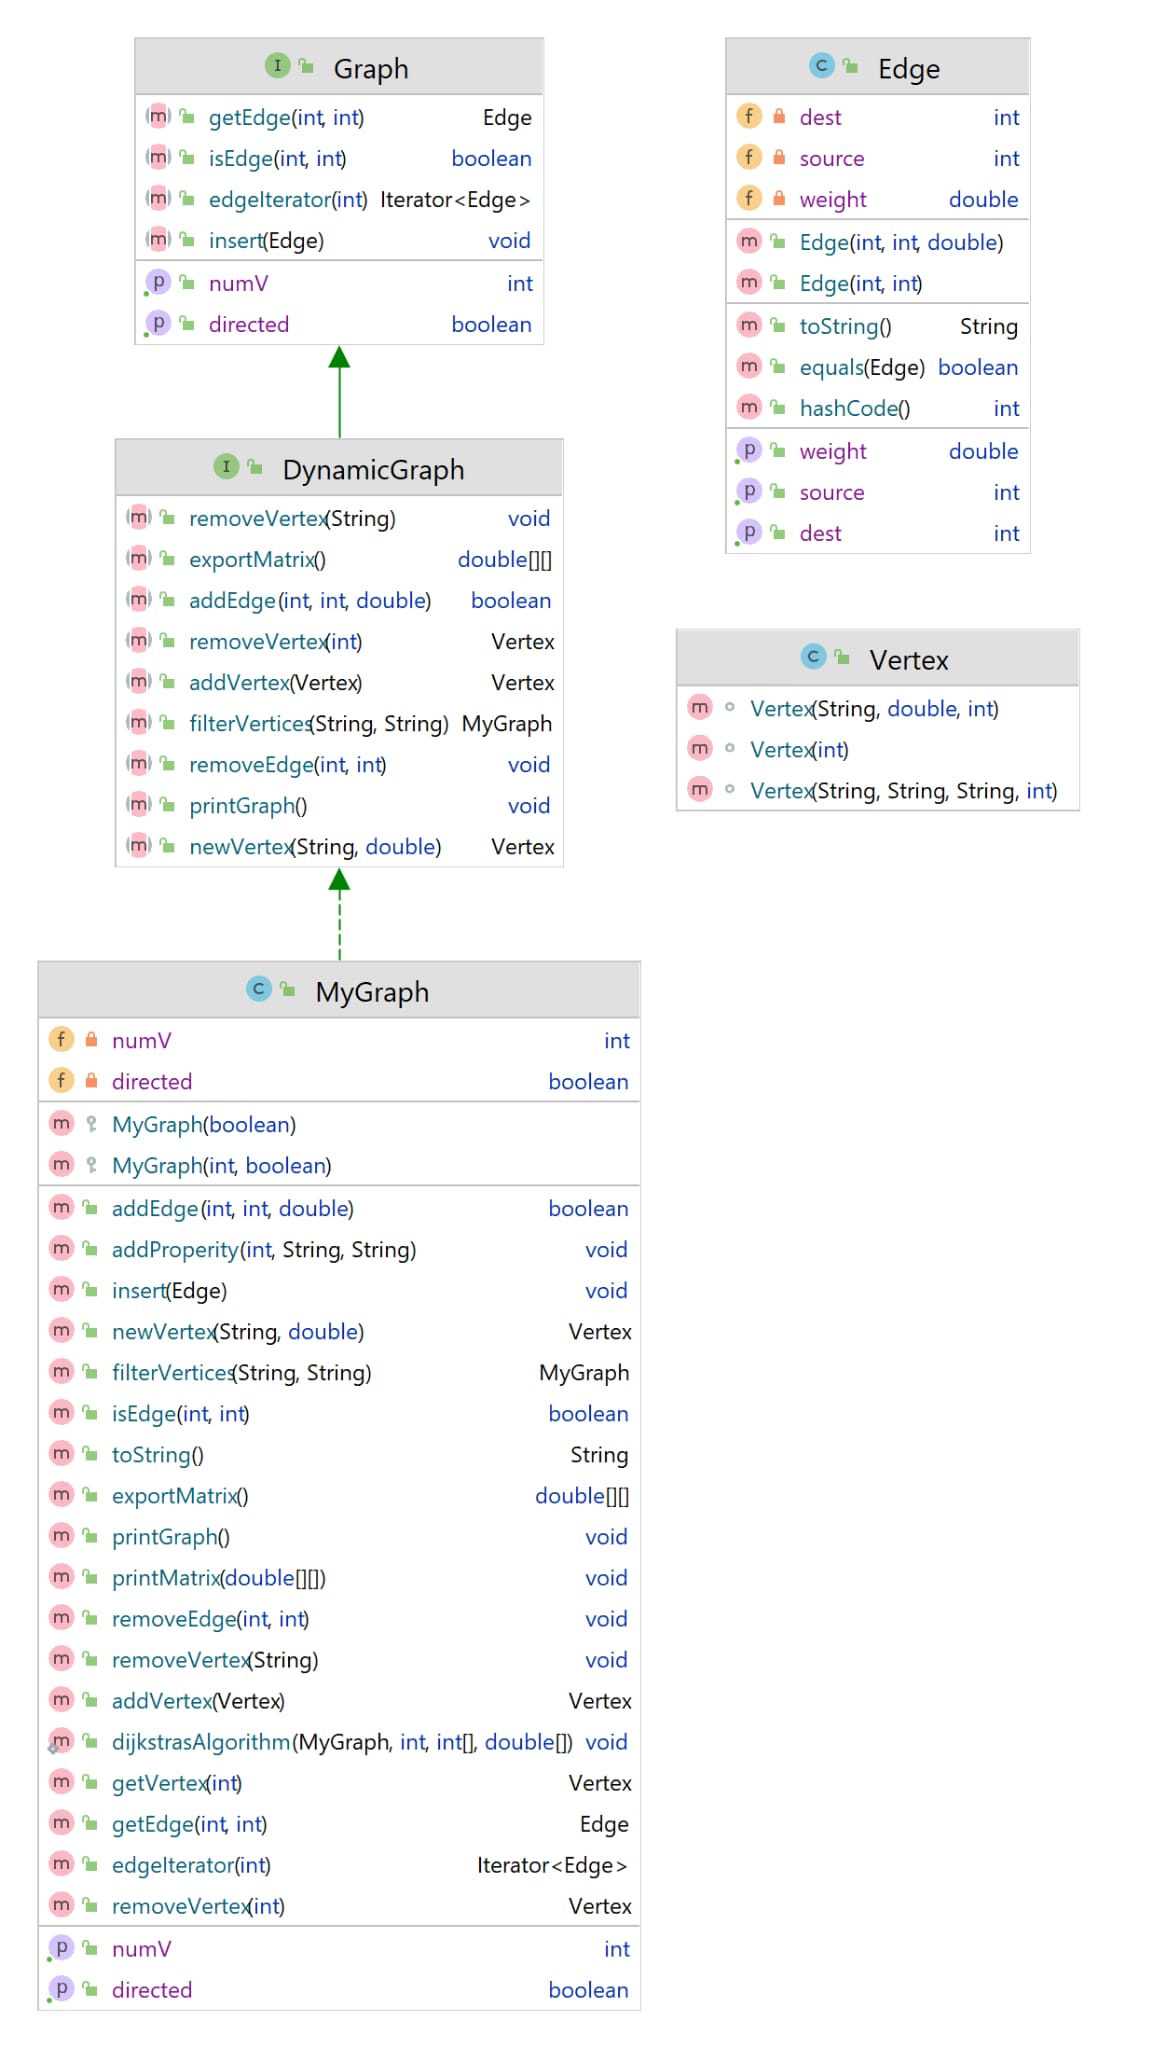 Graph
getEdge(int, int) Edge
isEdge(int, int) boolean
edgeIterator(int) Iterator<Edge>
insert(Edge) void
numV int
directed boolean
Edge
dest int
source int
weight double
Edge(int, int, double)
Edge(int, int)
toString() String
equals(Edge) boolean
hashCode() int
weight double
source int
dest int
DynamicGraph
removeVertex(String) void
exportMatrix() double[][]
addEdge(int, int, double) boolean
removeVertex(int) Vertex
addVertex(Vertex) Vertex
filterVertices(String, String) MyGraph
removeEdge(int, int) void
printGraph() void
newVertex(String, double) Vertex
Vertex
Vertex(String, double, int)
Vertex(int)
Vertex(String, String, String, int)
MyGraph
numV int
directed boolean
MyGraph(boolean)
MyGraph(int, boolean)
addEdge(int, int, double) boolean
addProperity(int, String, String) void
insert(Edge) void
newVertex(String, double) Vertex
filterVertices(String, String) MyGraph
isEdge(int, int) boolean
toString() String
exportMatrix() double[][]
printGraph() void
printMatrix(double[][]) void
removeEdge(int, int) void
removeVertex(String) void
addVertex(Vertex) Vertex
dijkstrasAlgorithm(MyGraph, int, int[], double[]) void
getVertex(int) Vertex
getEdge(int, int) Edge
edgeIterator(int) Iterator<Edge>
removeVertex(int) Vertex
numV int
directed boolean